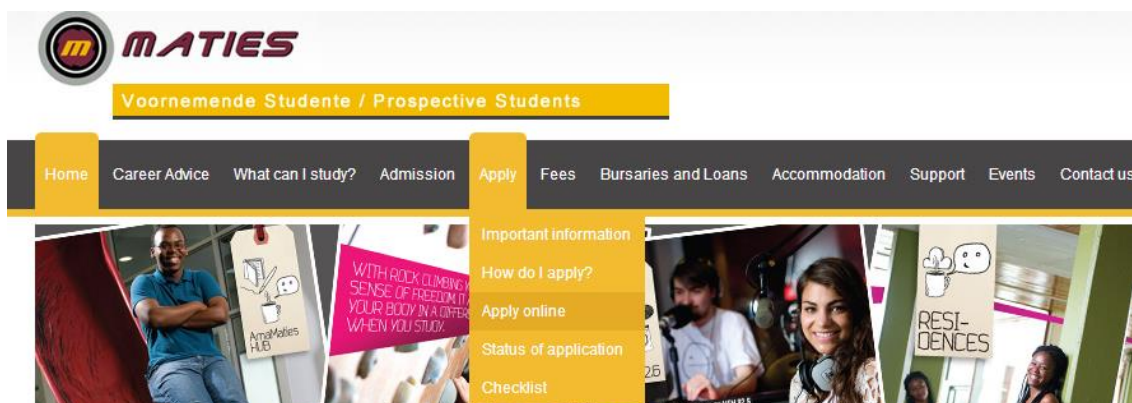 m MATIES
Voornemende Studente / Prospective Students
Home Career Advice What can I study? Admission Apply Fees Bursaries and Loans Accommodation Support Events Contact us
Important information
How do I apply?
Apply online
Status of application
Checklist
AmaMaties
HUB
WITH ROCK CLIMBING
SENSE OF FREEDOM
YOUR BODY IN A
WHEN YOU STUDY.
RESI-
DENCES